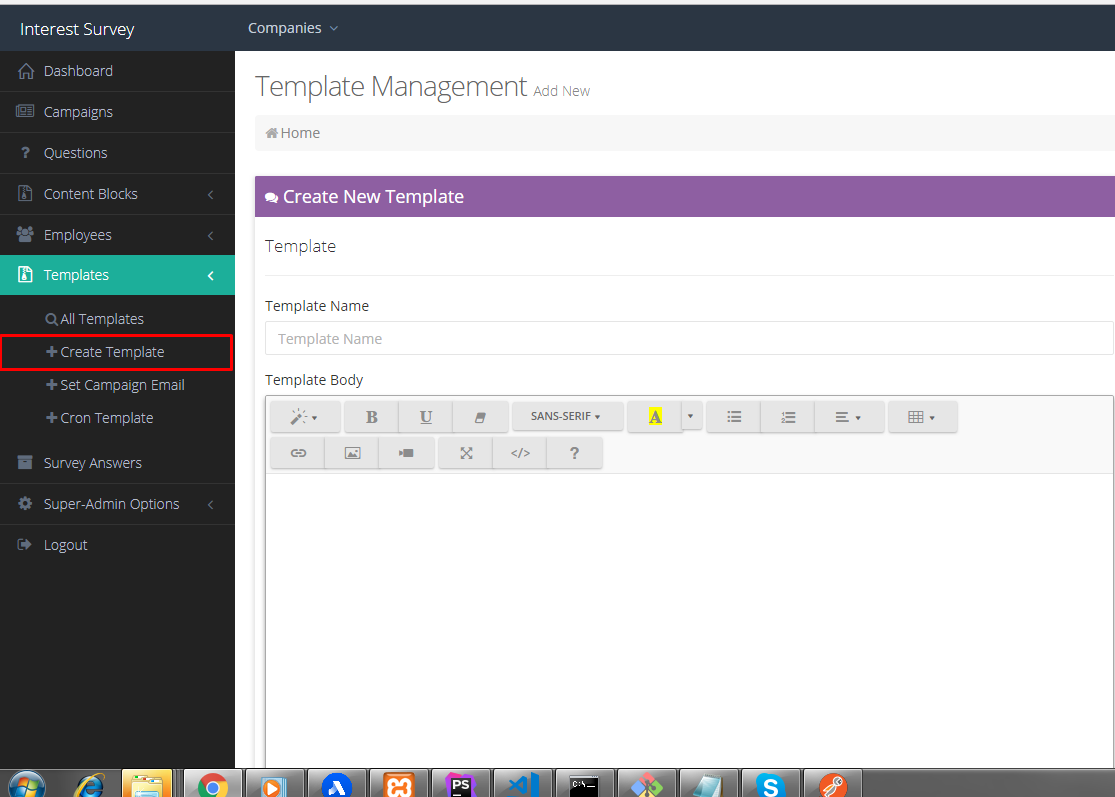 Interest Survey
Companies
Dashboard
Campaigns
Questions
Content Blocks
Employees
Templates
All Templates
Create Template
Set Campaign Email
Cron Template
Survey Answers
Super-Admin Options
Logout
Template Management Add New
Home
Create New Template
Template
Template Name
Template Name
Template Body
B U SANS-SERIF A
</> ?
PS C:\_ S